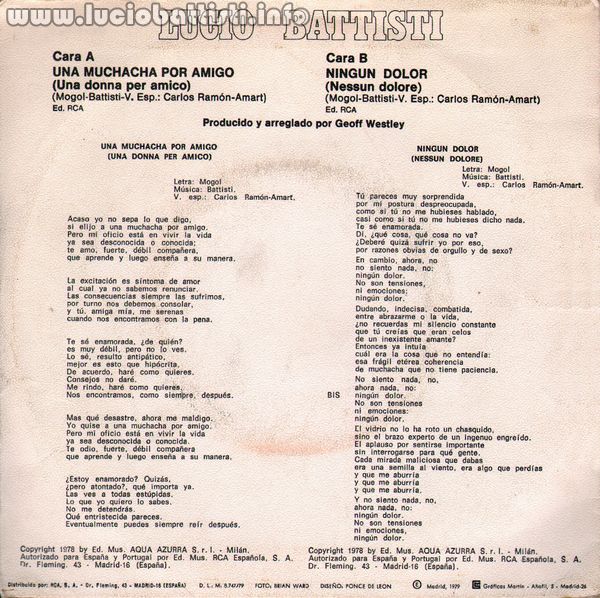 www.luciobattisti.info
LUCIO BATTISTI
Cara A
UNA MUCHACHA POR AMIGO
(Una donna per amico)
(Mogol-Battisti-V. Esp.: Carlos Ramón-Amart)
Ed. RCA
Cara B
NINGUN DOLOR
(Nessun dolore)
(Mogol-Battisti-V. Esp.: Carlos Ramón-Amart)
Ed. RCA
Producido y arreglado por Geoff Westley
UNA MUCHACHA POR AMIGO
(UNA DONNA PER AMICO)
Letra: Mogol
Música: Battisti.
V. esp.: Carlos Ramón-Amart.
Acaso yo no sepa lo que digo,
si elijo a una muchacha por amigo;
Pero mi oficio está en vivir la vida
ya sea desconocida o conocida;
te amo, fuerte, débil compañera,
que aprende y luego enseña a su manera.
La excitación es síntoma de amor
al cual ya no sabemos renunciar.
Las consecuencias siempre las sufrimos,
por turno nos debemos consolar,
y tú, amiga mía, me serenas
cuando nos encontramos con la pena.
Te sé enamorada, ¿de quién?
es muy débil, pero no lo ves.
Lo sé, resulto antipático,
mejor es esto que hipócrita,
De acuerdo, haré como quieres.
Consejos no daré.
Me rindo, haré como quieres,
Nos encontramos, como siempre, después.
BIS
Mas qué desastre, ahora me maldigo.
Yo quise a una muchacha por amigo.
Pero mi oficio está en vivir la vida
ya sea desconocida o conocida.
Te odio, fuerte, débil compañera
que aprende y luego enseña a su manera.
¿Estoy enamorado? Quizás,
¿pero atontado?, qué importa ya.
Las ves a todas estúpidas.
Lo que yo quiero lo sabes.
No me detendrás.
Qué entristecida pareces.
Eventualmente puedes siempre reír después.
NINGUN DOLOR
(NESSUN DOLORE)
Letra: Mogol
Música: Battisti.
V. esp.: Carlos Ramón-Amart.
Tú pareces muy sorprendida
por mi postura despreocupada,
como si tú no me hubieses hablado,
casi como si tú no me hubieses dicho nada.
Te sé enamorada.
Di, ¿qué cosa, qué cosa no va?
¿Deberé quizá sufrir yo por eso,
por razones obvias de orgullo y de sexo?
En cambio, ahora, no
no siento nada, no:
ningún dolor.
No son tensiones,
ni emociones;
ningún dolor.
Dudando, indecisa, combatida,
entre abrazarme o la vida,
¿no recuerdas mi silencio constante
que tú creías que eran celos
de un inexistente amante?
Entonces ya intuía
cuál era la cosa que no entendía:
esa frágil etérea coherencia
de muchacha que no tiene paciencia.
No siento nada, no,
ahora nada, no:
ningún dolor.
No son tensiones
ni emociones:
ningún dolor.
El vidrio no lo ha roto un chasquido,
sino el brazo experto de un ingenuo engreído.
El aplauso por sentirse importante
sin interrogarse para qué gente.
Cada mirada maliciosa que dabas
era una semilla al viento, era algo que perdías
y que me aburría
y que me aburría
y que me aburría.
Y no siento nada, no,
ahora nada, no:
ningún dolor.
No son tensiones
ni emociones;
ningún dolor.
Copyright 1978 by Ed. Mus. AQUA AZURRA S. r. l. - Milán.
Autorizado para España y Portugal por Ed. Mus. RCA Española, S. A.
Dr. Fleming, 43 - Madrid-16 (España).
Copyright 1978 by Ed. Mus. AQUA AZURRA S. r. l. - Milán.
Autorizado para España y Portugal por Ed. Mus. RCA Española, S. A.
Dr. Fleming, 43 - Madrid-16 (España).
Distribuido por: RCA, S. A. - Dr. Fleming, 43 - MADRID-16 (ESPAÑA)
D. L. M. 8.747/79
FOTO: BRIAN WARD
DISEÑO: PONCE DE LEON
Madrid, 1979
Gráficas Martín - Añafil, 5 - Madrid-26